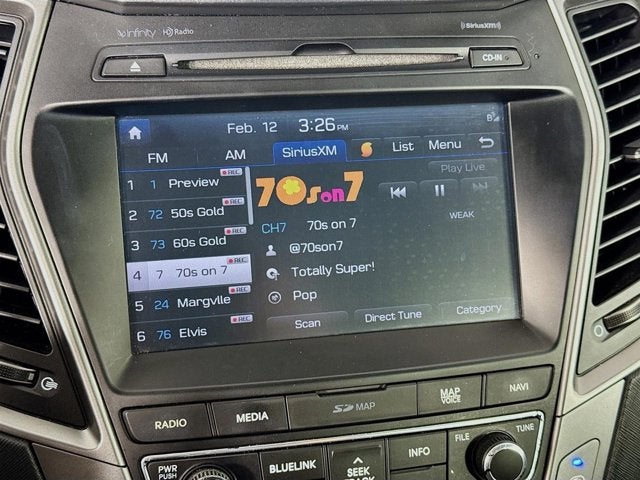 Infinity HD Radio
SiriusXM
CD-IN
Feb. 12 3:26 PM
FM AM SiriusXM List Menu
Play Live
1 1 Preview REC
2 72 50s Gold REC
3 73 60s Gold REC
4 7 70s on 7 REC
5 24 Margvlle REC
6 76 Elvis REC
70s on 7
CH7 70s on 7
WEAK
@70son7
Totally Super!
Pop
Scan Direct Tune Category
RADIO MEDIA SD MAP MAP VOICE NAVI
PWR PUSH BLUELINK SEEK TRACK INFO FILE TUNE